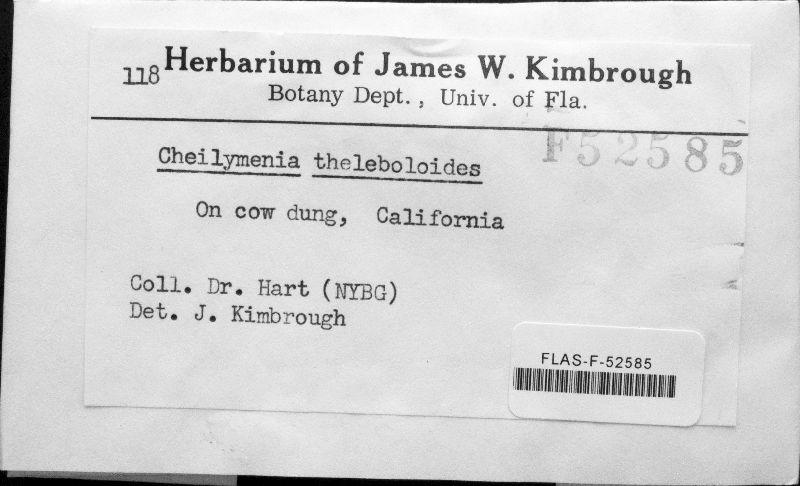 118 Herbarium of James W. Kimbrough
Botany Dept., Univ. of Fla.
F52585
Cheilymenia theleboloides
On cow dung, California
Coll. Dr. Hart (NYBG)
Det. J. Kimbrough
FLAS-F-52585